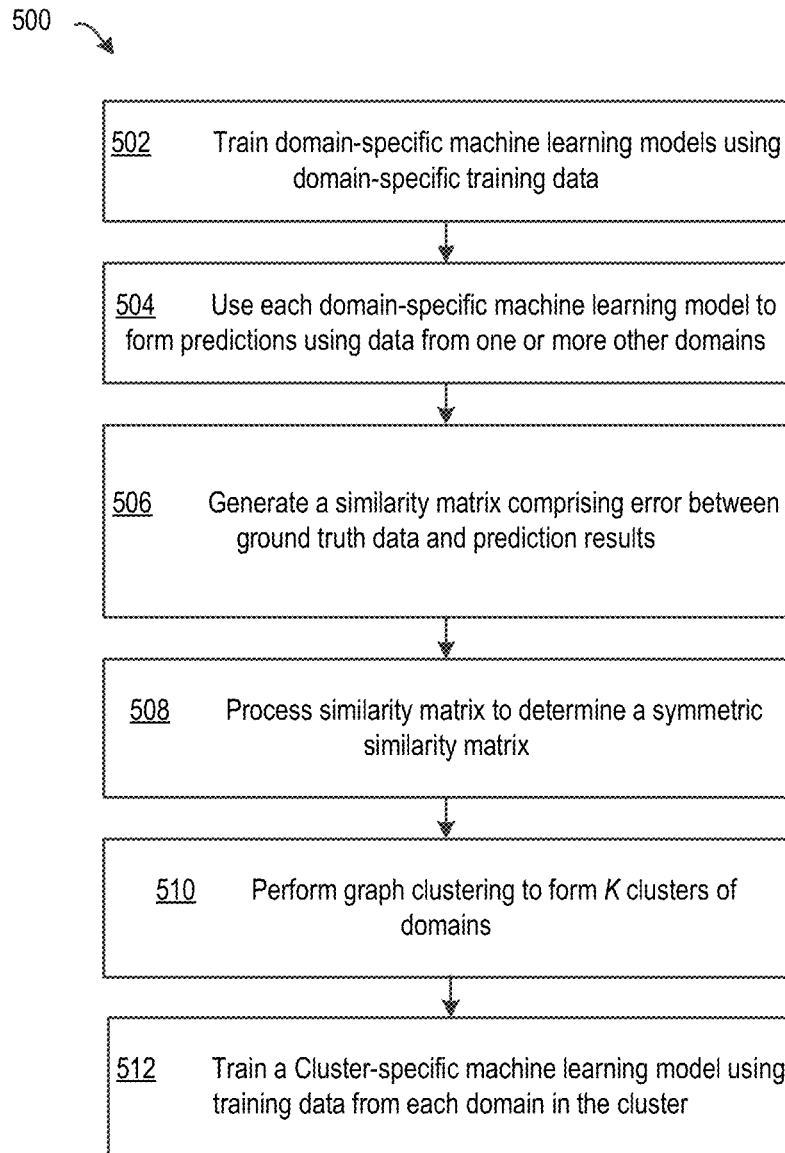 500
502 Train domain-specific machine learning models using
domain-specific training data
504 Use each domain-specific machine learning model to
form predictions using data from one or more other domains
506 Generate a similarity matrix comprising error between
ground truth data and prediction results
508 Process similarity matrix to determine a symmetric
similarity matrix
510 Perform graph clustering to form K clusters of
domains
512 Train a Cluster-specific machine learning model using
training data from each domain in the cluster